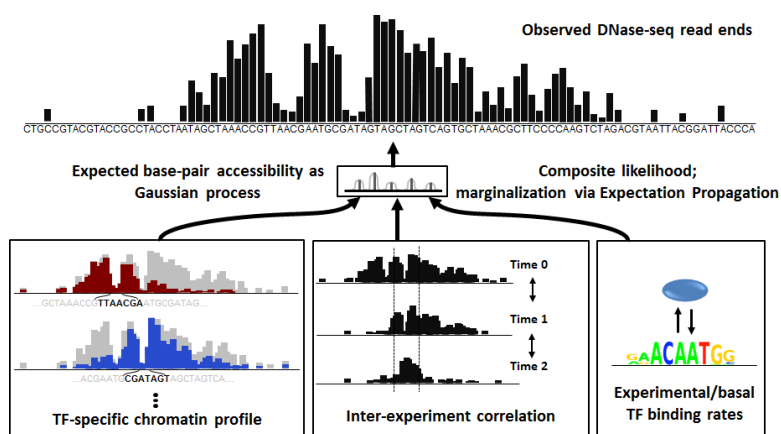 Observed DNase-seq read ends
CTGCCGTACGTACCGCCTACCTAATAGCTAAACCGTTAACGAATGCGATAGTAGCTAGTCAGTGCTAAACGCTTCCCCAAGTCTAGACGTAATTACGGATTACCCA
Expected base-pair accessibility as
Gaussian process
Composite likelihood;
marginalization via Expectation Propagation
...GCTAAACCGTTAACGAATGCGATAG...
...ACGAATGCGATAGTAGCTAGTCA...
TF-specific chromatin profile
Time 0
Time 1
Time 2
Inter-experiment correlation
GAACAATGG
Experimental/basal
TF binding rates